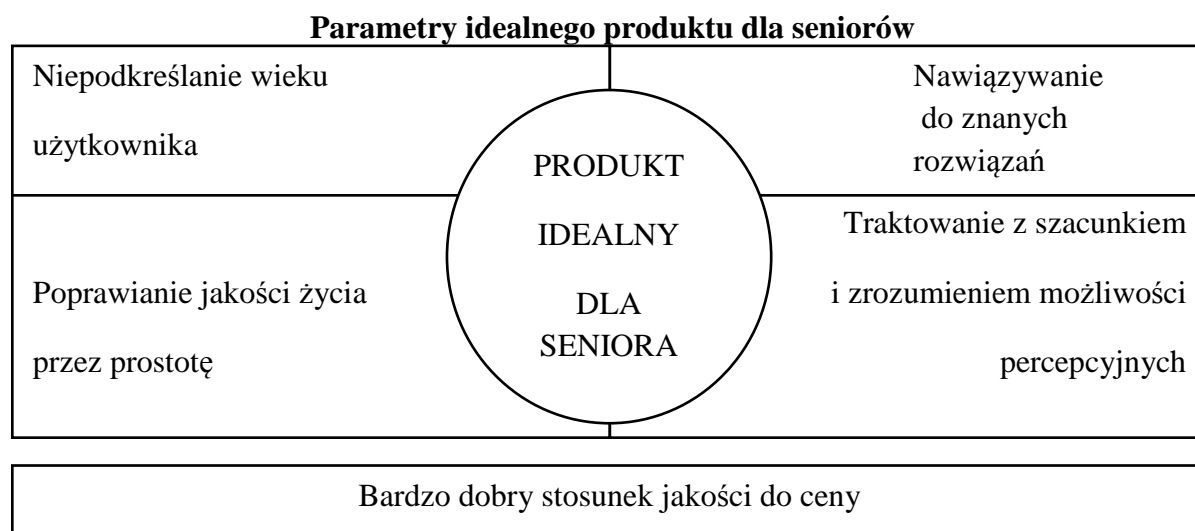 Parametry idealnego produktu dla seniorów
Niepodkreślanie wieku
użytkownika
Nawiązywanie
do znanych
rozwiązań
PRODUKT
IDEALNY
DLA
SENIORA
Poprawianie jakości życia
przez prostotę
Traktowanie z szacunkiem
i zrozumieniem możliwości
percepcyjnych
Bardzo dobry stosunek jakości do ceny